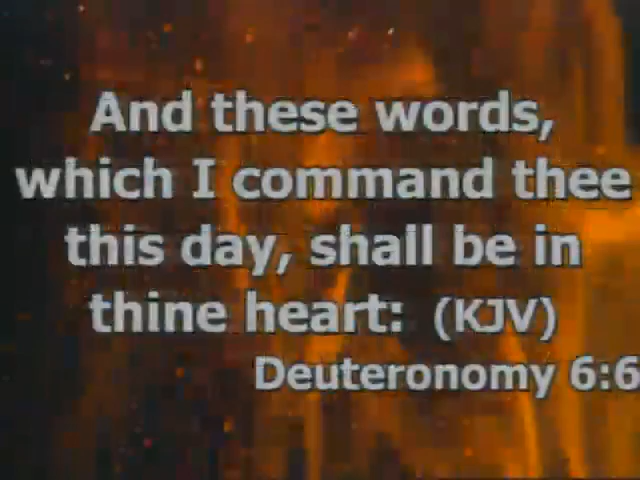 And these words,
which I command thee
this day, shall be in
thine heart: (KJV)
Deuteronomy 6:6